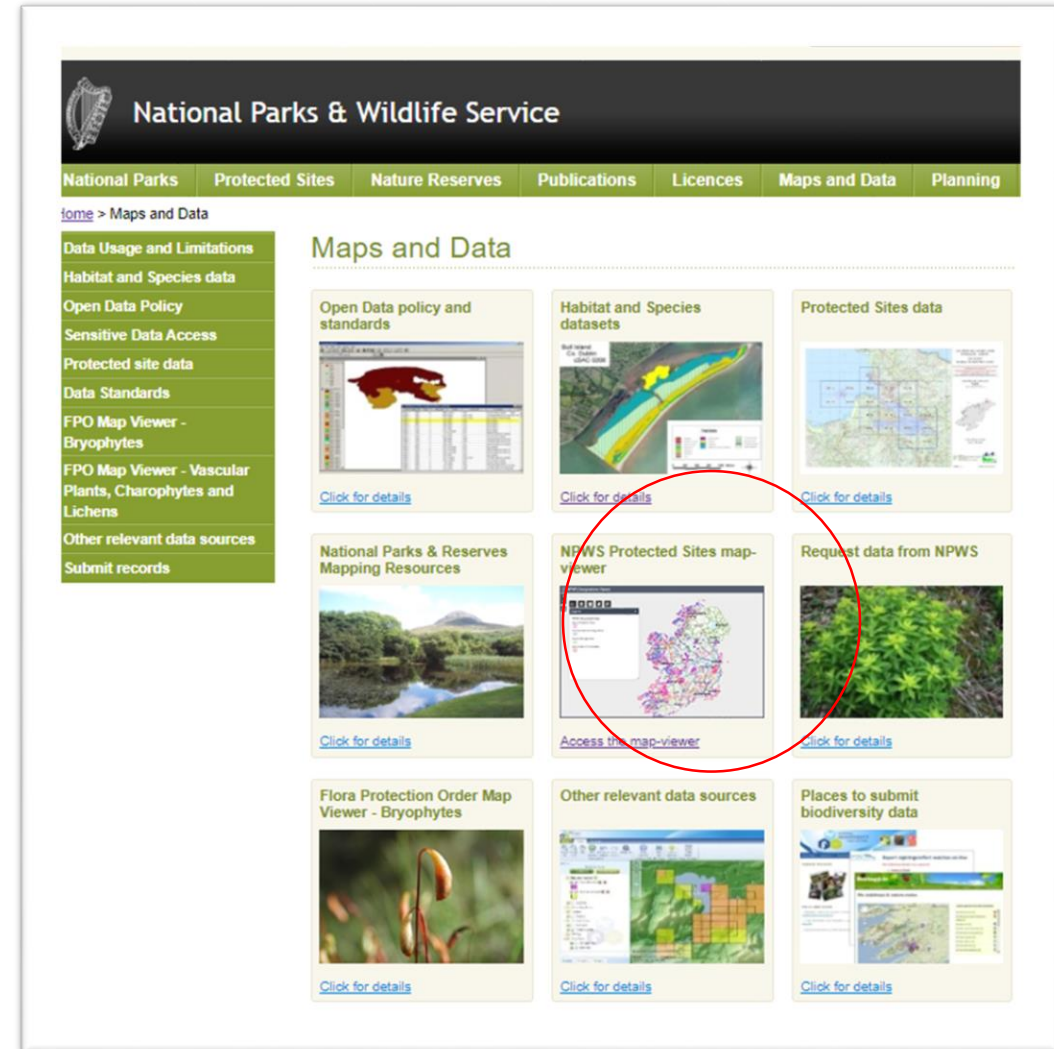 National Parks & Wildlife Service
National Parks Protected Sites Nature Reserves Publications Licences Maps and Data Planning
Home > Maps and Data
Data Usage and Limitations
Habitat and Species data
Open Data Policy
Sensitive Data Access
Protected site data
Data Standards
FPO Map Viewer -
Bryophytes
FPO Map Viewer - Vascular
Plants, Charophytes and
Lichens
Other relevant data sources
Submit records
Maps and Data
Open Data policy and
standards
Click for details
Habitat and Species
datasets
Bull Island
Co. Dublin
Click for details
Protected Sites data
Click for details
National Parks & Reserves
Mapping Resources
Click for details
NPWS Protected Sites map-
viewer
Access the map-viewer
Request data from NPWS
Click for details
Flora Protection Order Map
Viewer - Bryophytes
Click for details
Other relevant data sources
Click for details
Places to submit
biodiversity data
Click for details